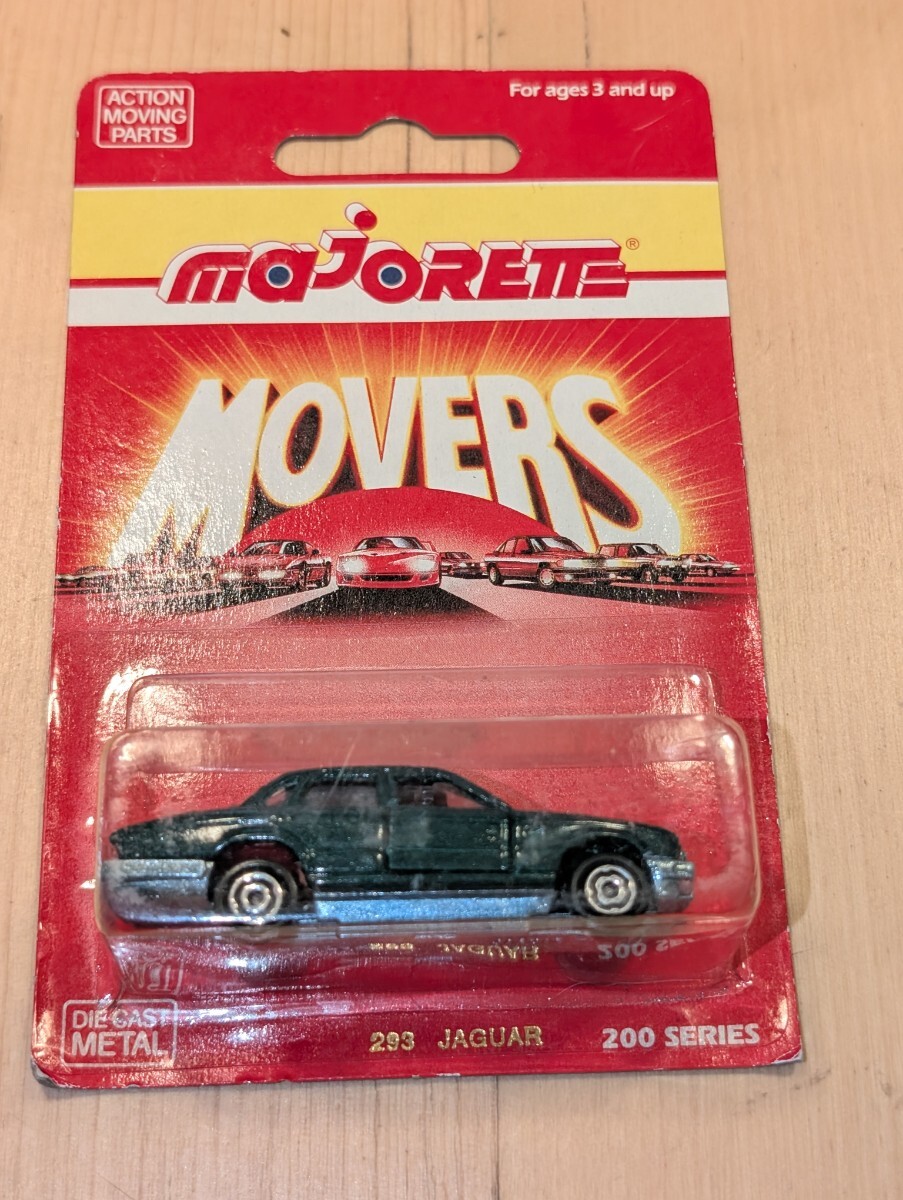 ACTION
MOVING
PARTS
For ages 3 and up
majORETTE®
MOVERS
DIE CAST
METAL
293 JAGUAR
200 SERIES